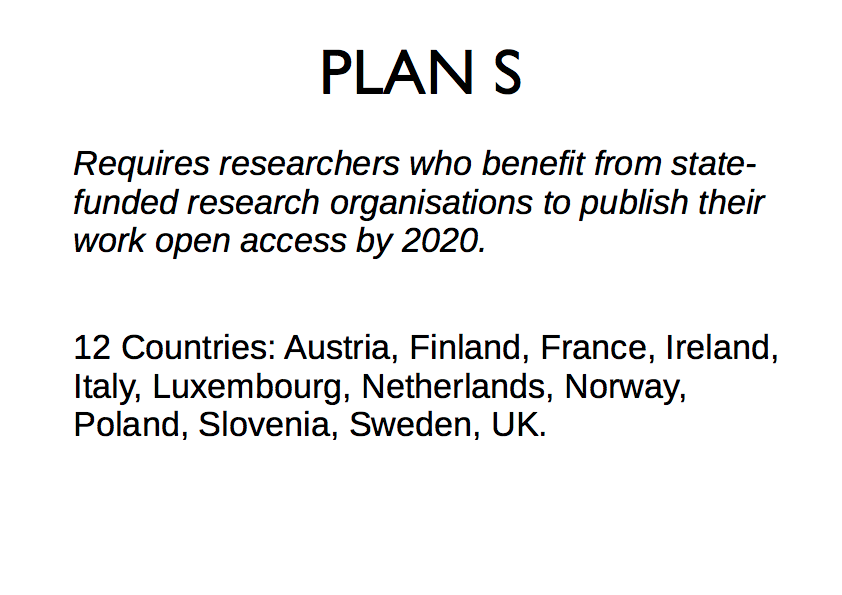 PLAN S
Requires researchers who benefit from state-
funded research organisations to publish their
work open access by 2020.
12 Countries: Austria, Finland, France, Ireland,
Italy, Luxembourg, Netherlands, Norway,
Poland, Slovenia, Sweden, UK.